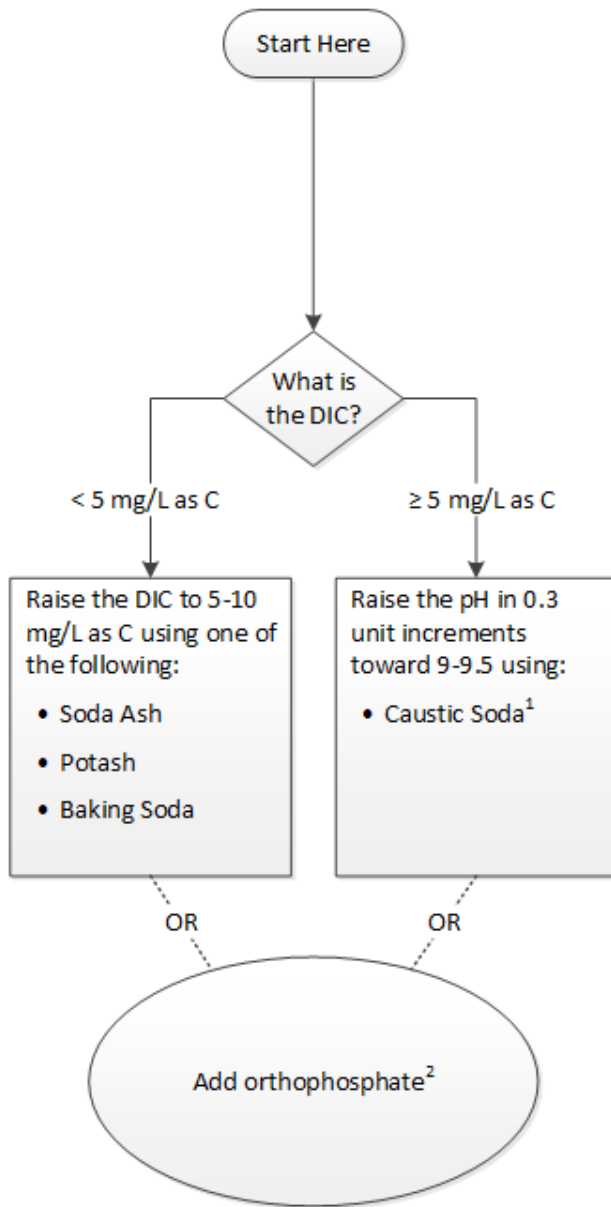 Start Here
What is
the DIC?
< 5 mg/L as C
≥ 5 mg/L as C
Raise the DIC to 5-10
mg/L as C using one of
the following:
• Soda Ash
• Potash
• Baking Soda
Raise the pH in 0.3
unit increments
toward 9-9.5 using:
• Caustic Soda¹
OR
OR
Add orthophosphate²